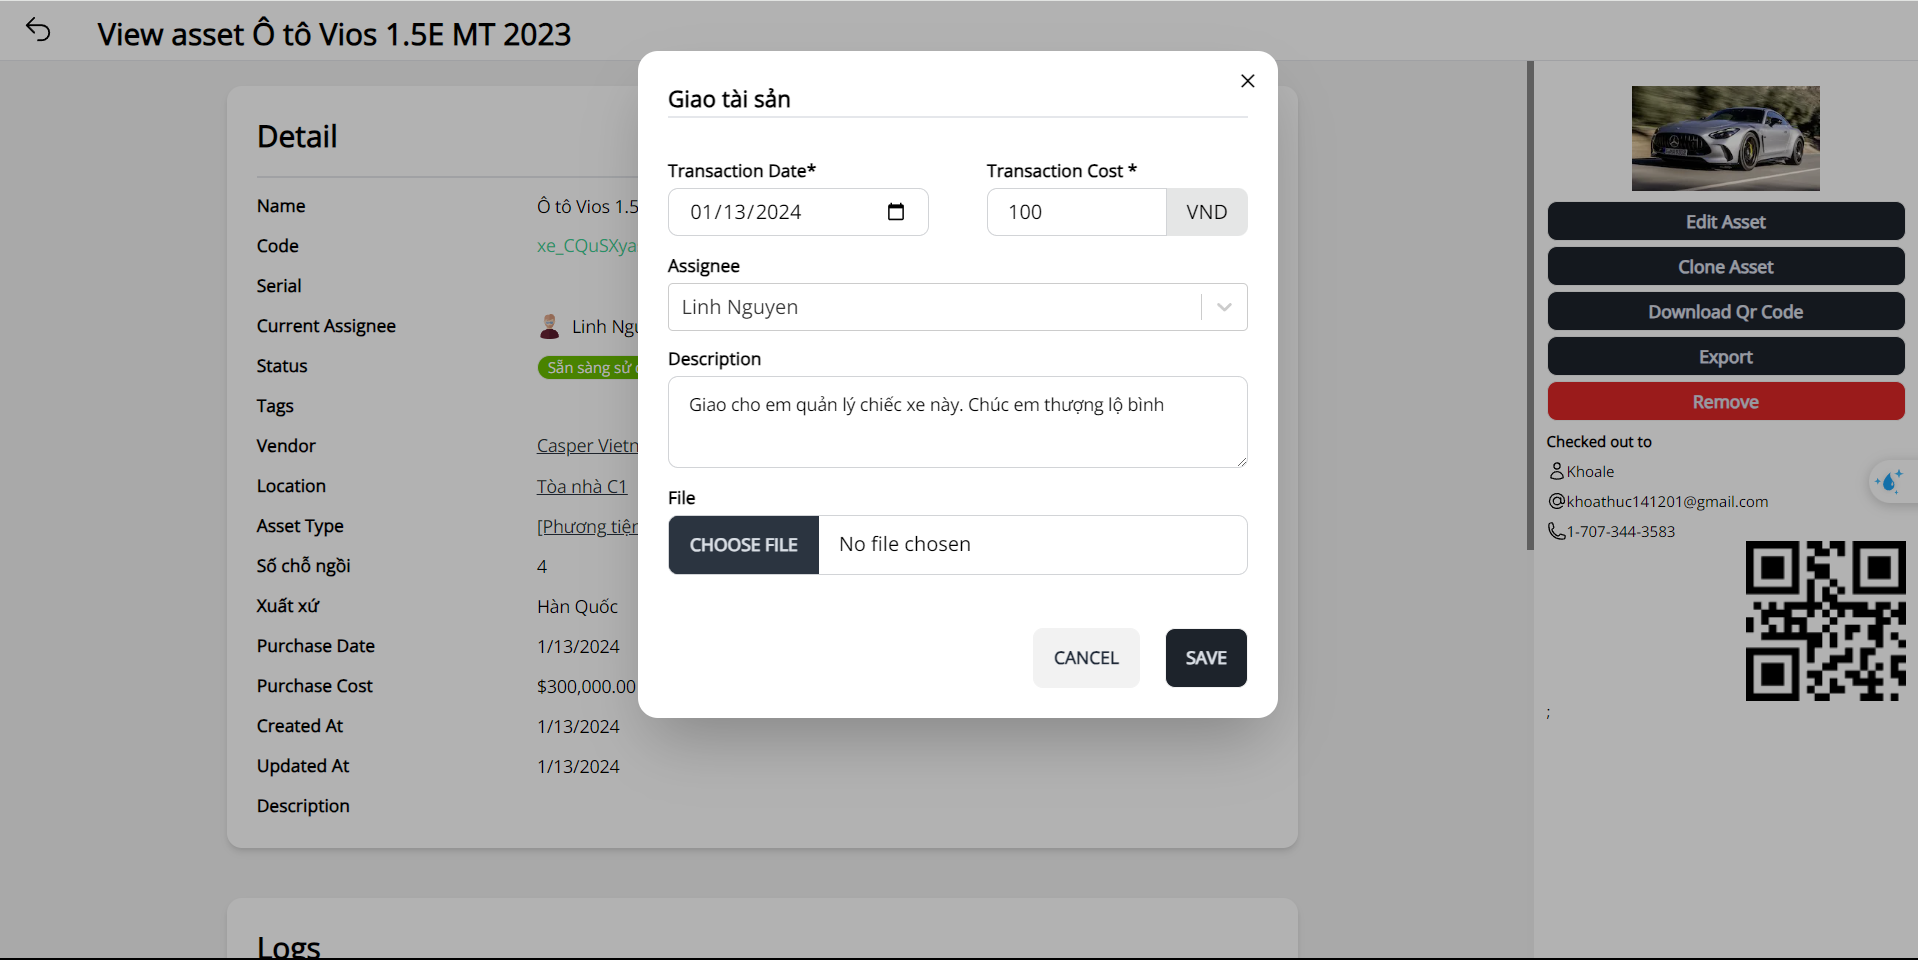 View asset Ô tô Vios 1.5E MT 2023
Detail
Name
Ô tô Vios 1.5
Code
xe_CQuSXya
Serial
Current Assignee
Linh Ngu
Status
Sẵn sàng sử
Tags
Vendor
Casper Vietn
Location
Tòa nhà C1
Asset Type
[Phương tiện
Số chỗ ngồi
4
Xuất xứ
Hàn Quốc
Purchase Date
1/13/2024
Purchase Cost
$300,000.00
Created At
1/13/2024
Updated At
1/13/2024
Description
Logs
Giao tài sản
Transaction Date*
Transaction Cost *
01/13/2024
100
VND
Assignee
Linh Nguyen
Description
Giao cho em quản lý chiếc xe này. Chúc em thượng lộ bình
File
CHOOSE FILE
No file chosen
CANCEL
SAVE
Edit Asset
Clone Asset
Download Qr Code
Export
Remove
Checked out to
Khoale
@khoathuc141201@gmail.com
1-707-344-3583
;